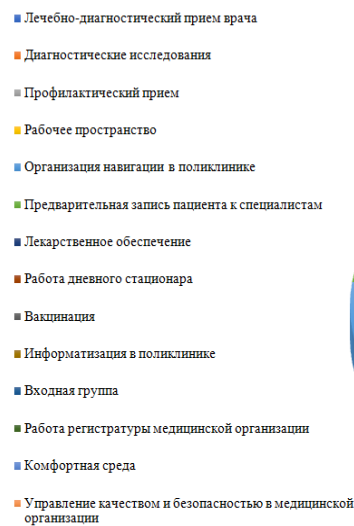 Лечебно-диагностический прием врача
Диагностические исследования
Профилактический прием
Рабочее пространство
Организация навигации в поликлинике
Предварительная запись пациента к специалистам
Лекарственное обеспечение
Работа дневного стационара
Вакцинация
Информатизация в поликлинике
Входная группа
Работа регистратуры медицинской организации
Комфортная среда
Управление качеством и безопасностью в медицинской
организации